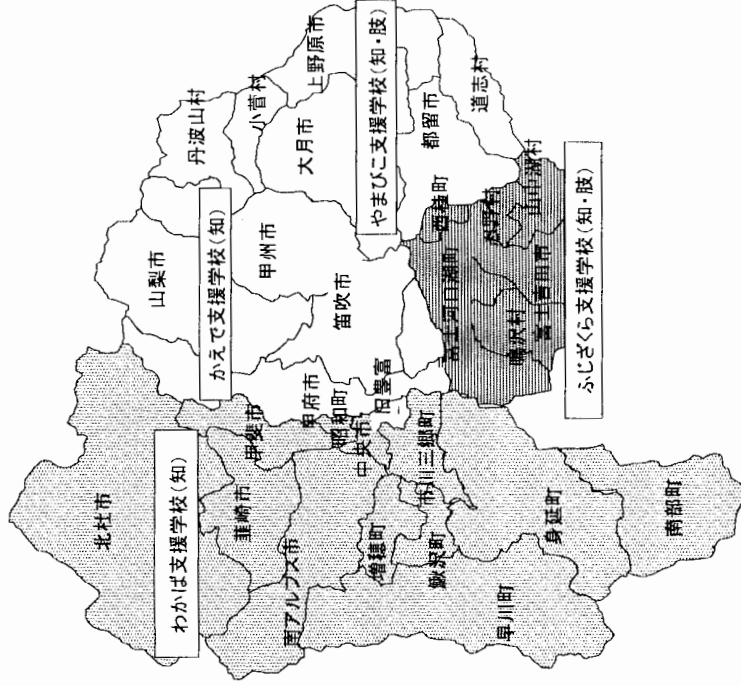 北杜市
わかば支援学校(知)
韮崎市
甲斐市
南アルプス市
甲府市
昭和町
中央市
旧豊富
増穂町
市川三郷町
鰍沢町
早川町
身延町
南部町
山梨市
かえで支援学校(知)
甲州市
笛吹市
丹波山村
小菅村
上野原市
大月市
やまびこ支援学校(知・肢)
都留市
道志村
西桂町
忍野村
山中湖村
富士河口湖町
鳴沢村
富士吉田市
ふじざくら支援学校(知・肢)